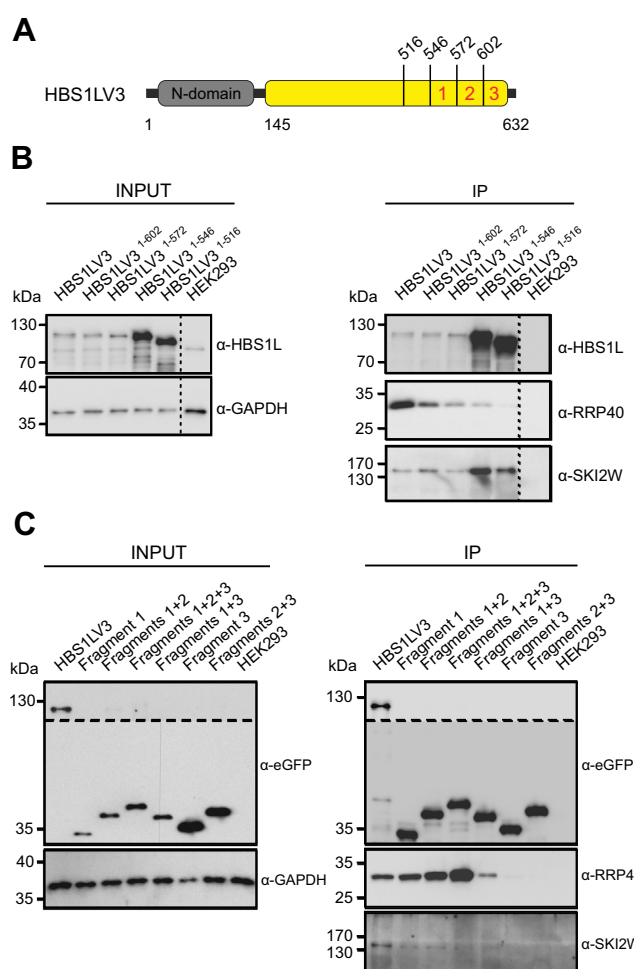 A
516 546 572 602
HBS1LV3 N-domain 1 2 3
1 145 632
B
INPUT
HBS1LV3 HBS1LV3 1-602 HBS1LV3 1-572 HBS1LV3 1-546 HBS1LV3 1-516 HEK293
kDa
130
70
α-HBS1L
40
35
α-GAPDH
IP
HBS1LV3 HBS1LV3 1-602 HBS1LV3 1-572 HBS1LV3 1-546 HBS1LV3 1-516 HEK293
kDa
130
70
α-HBS1L
35
25
α-RRP40
170
130
α-SKI2W
C
INPUT
HBS1LV3 Fragment 1 Fragments 1+2 Fragments 1+2+3 Fragments 1+3 Fragment 3 Fragments 2+3 HEK293
kDa
130
35
α-eGFP
40
35
α-GAPDH
IP
HBS1LV3 Fragment 1 Fragments 1+2 Fragments 1+2+3 Fragments 1+3 Fragment 3 Fragments 2+3 HEK293
kDa
130
35
α-eGFP
35
25
α-RRP4
170
130
α-SKI2W